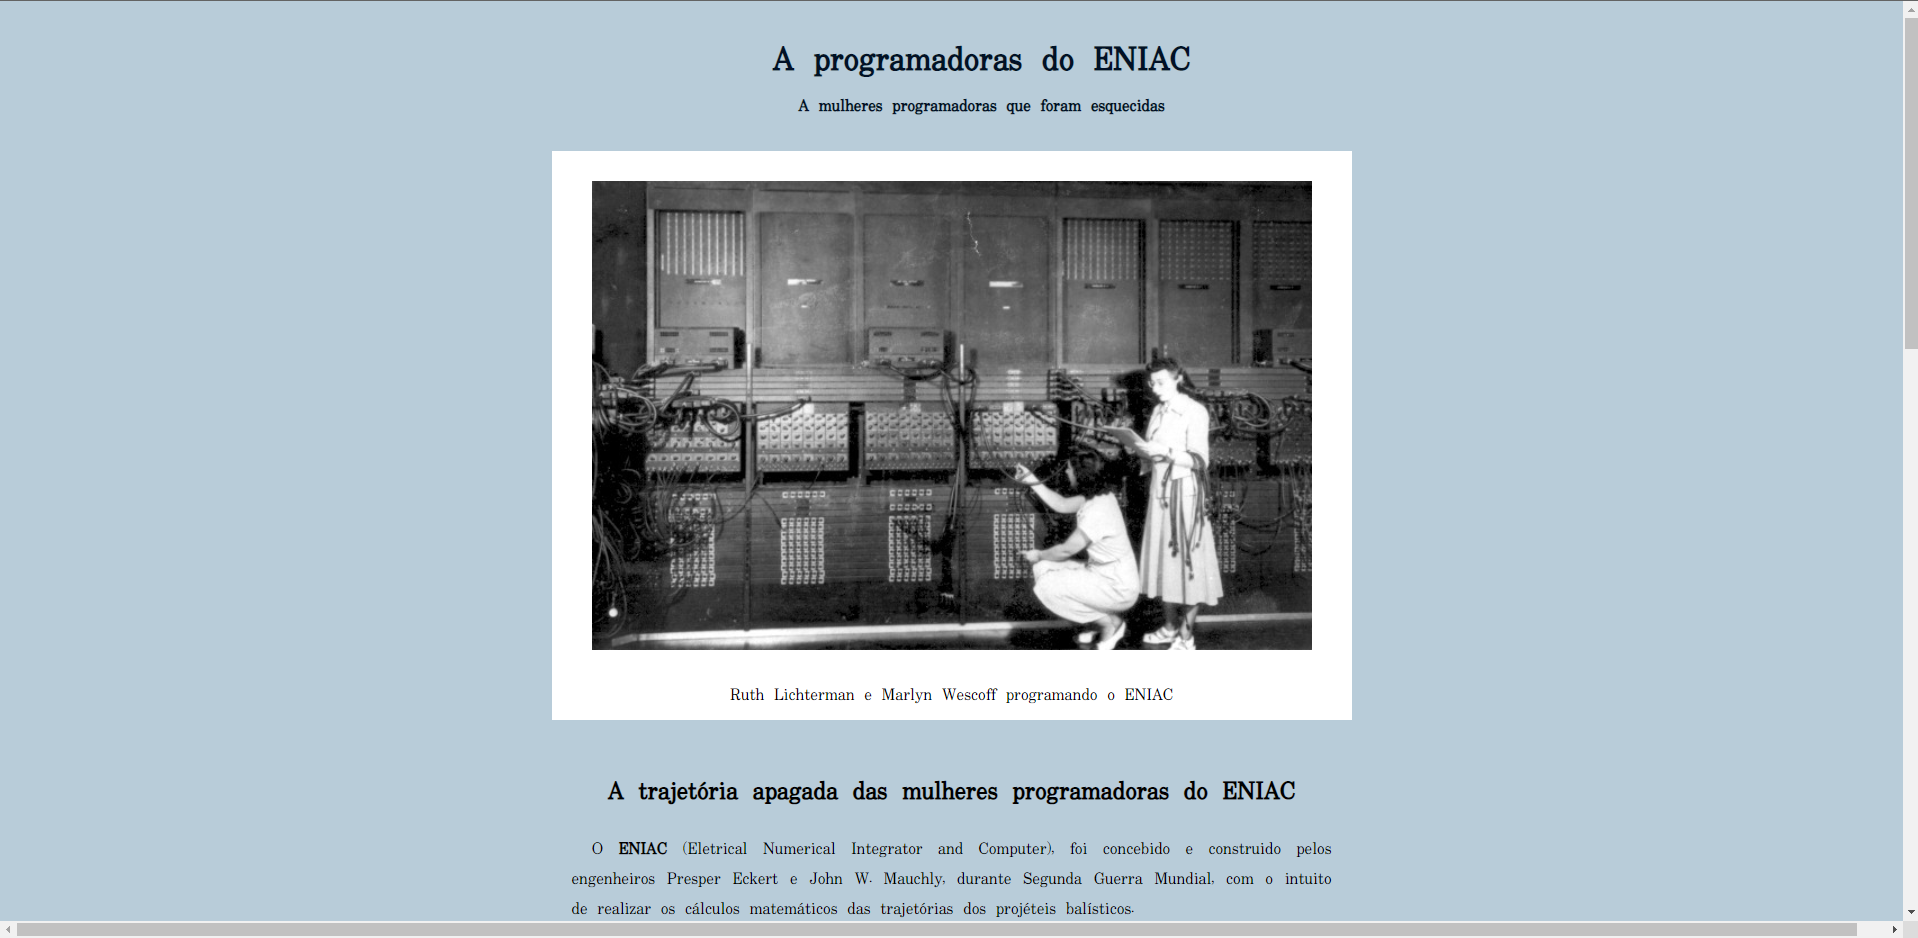 A programadoras do ENIAC
A mulheres programadoras que foram esquecidas
Ruth Lichterman e Marlyn Wescoff programando o ENIAC
A trajetória apagada das mulheres programadoras do ENIAC
O ENIAC (Eletrical Numerical Integrator and Computer), foi concebido e construido pelos
engenheiros Presper Eckert e John W. Mauchly, durante Segunda Guerra Mundial, com o intuito
de realizar os cálculos matemáticos das trajetórias dos projéteis balísticos.